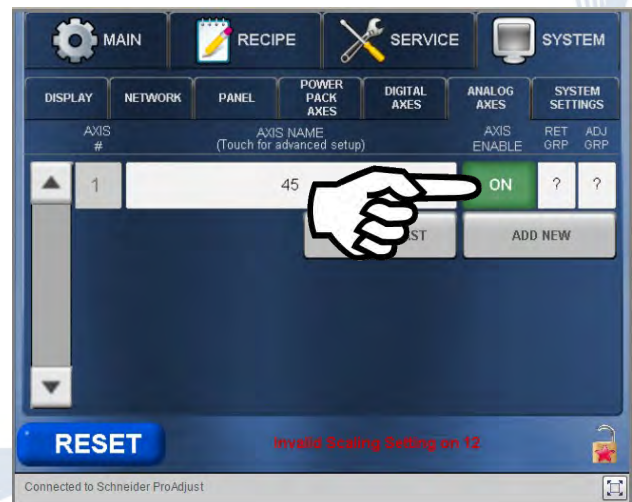 MAIN
RECIPE
SERVICE
SYSTEM
DISPLAY
NETWORK
PANEL
POWER
PACK
AXES
DIGITAL
AXES
ANALOG
AXES
SYSTEM
SETTINGS
AXIS
#
AXIS NAME
(Touch for advanced setup)
AXIS
ENABLE
RET
GRP
ADJ
GRP
1
45
ON
?
?
ADD NEW
RESET
Invalid Scaling Setting on 12
Connected to Schneider ProAdjust